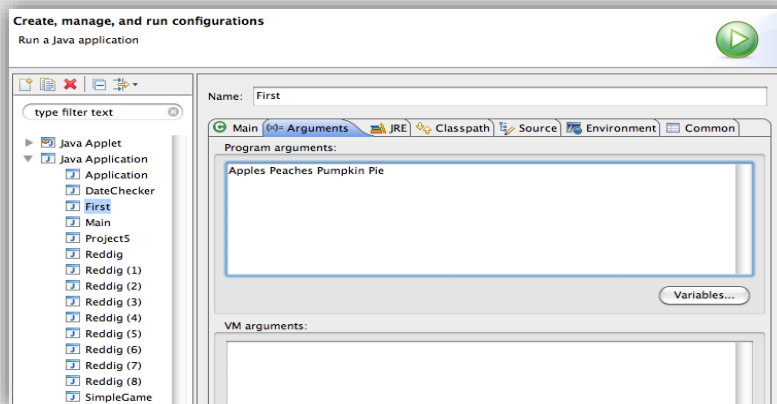 Create, manage, and run configurations
Run a Java application
type filter text
Java Applet
Java Application
Application
DateChecker
First
Main
Project5
Reddig
Reddig (1)
Reddig (2)
Reddig (3)
Reddig (4)
Reddig (5)
Reddig (6)
Reddig (7)
Reddig (8)
SimpleGame
Name: First
Main (x)= Arguments JRE Classpath Source Environment Common
Program arguments:
Apples Peaches Pumpkin Pie
Variables...
VM arguments: